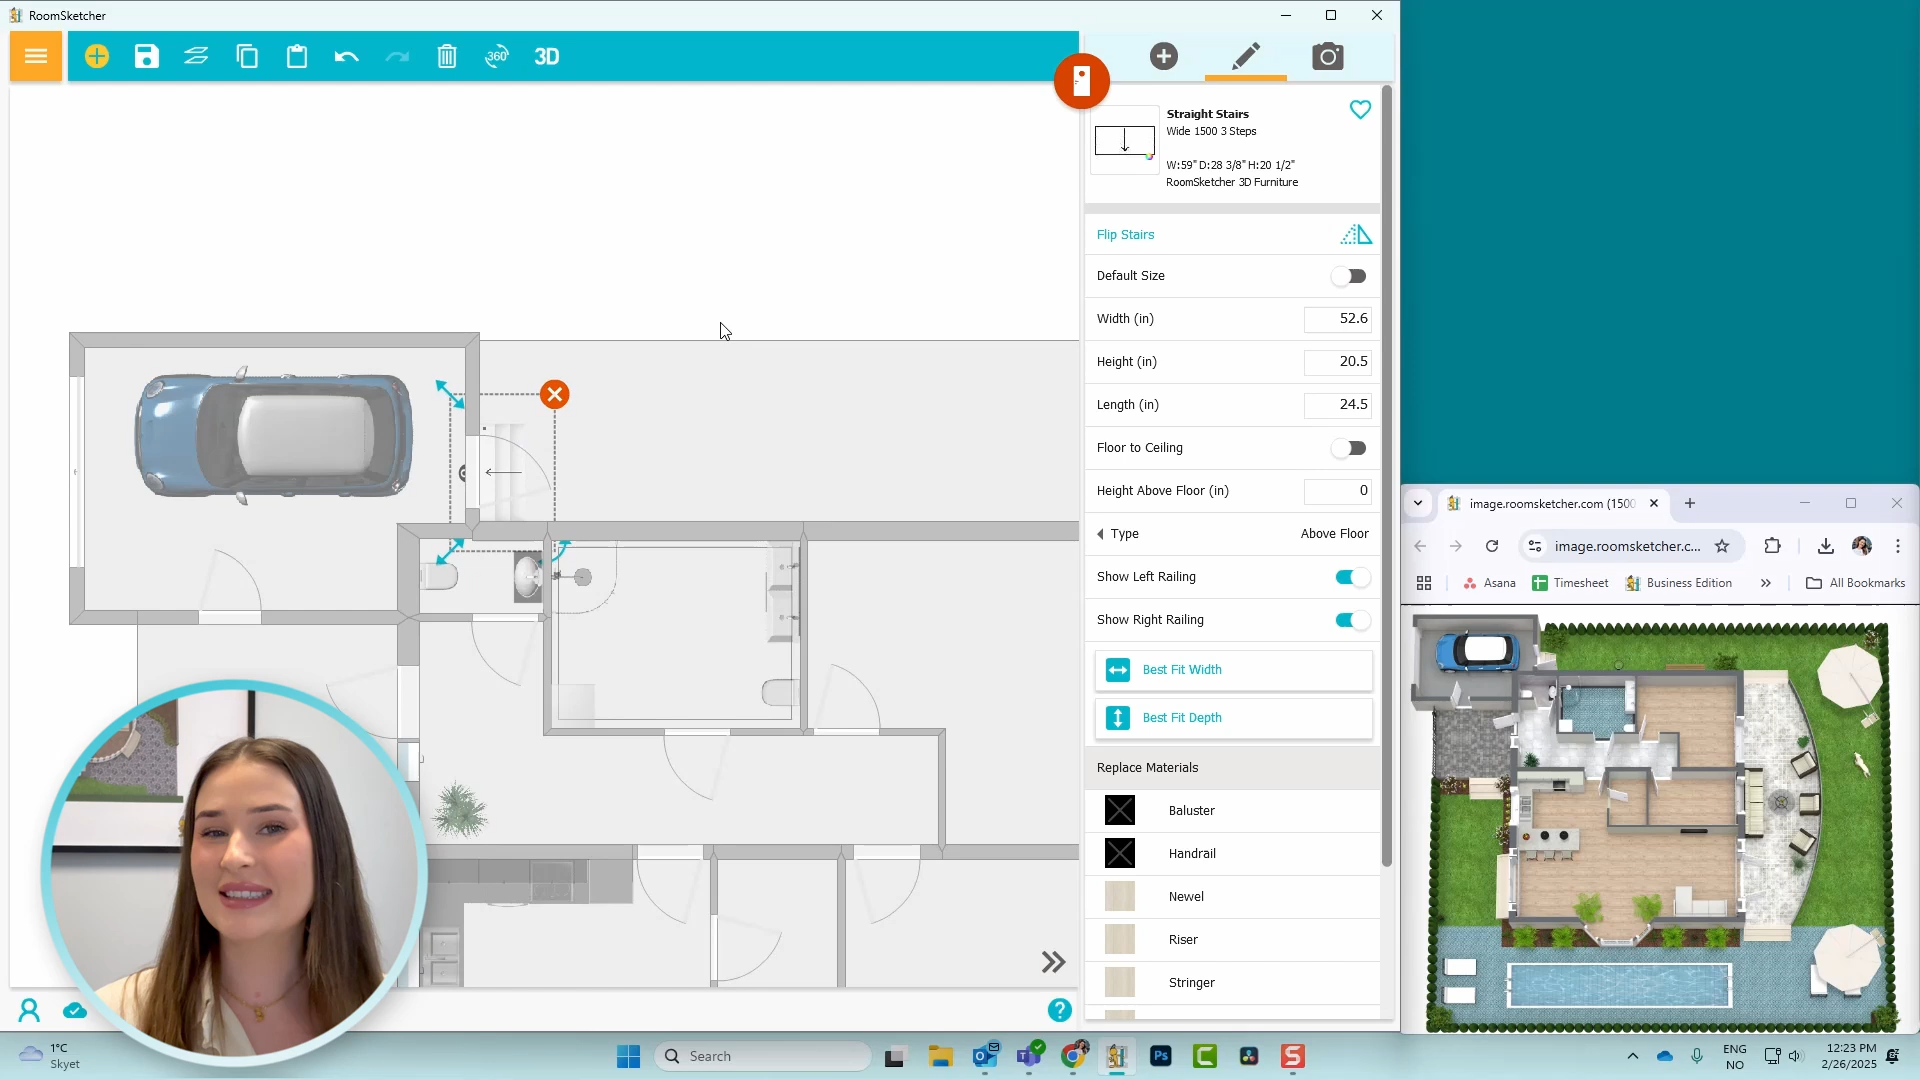 RoomSketcher
360
3D
Straight Stairs
Wide 1500 3 Steps
W:59" D:28 3/8" H:20 1/2"
RoomSketcher 3D Furniture
Flip Stairs
Default Size
Width (in)
52.6
Height (in)
20.5
Length (in)
24.5
Floor to Ceiling
Height Above Floor (in)
0
Type
Above Floor
Show Left Railing
Show Right Railing
Best Fit Width
Best Fit Depth
Replace Materials
Baluster
Handrail
Newel
Riser
Stringer
image.roomsketcher.com (1500
image.roomsketcher.c...
Asana
Timesheet
Business Edition
All Bookmarks
?
1°C
Skyet
Search
Ps
S
ENG
NO
12:23 PM
2/26/2025